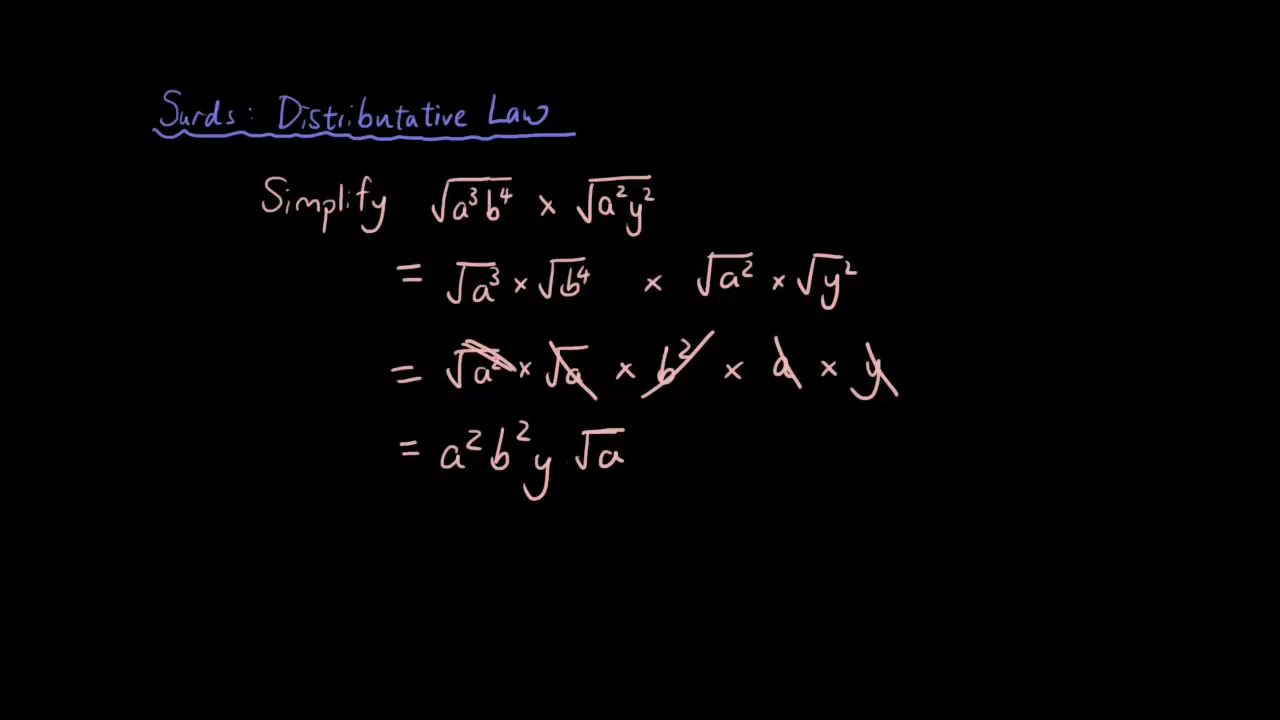 Surds: Distributative Law
Simplify √(a³b⁴) × √(a²y²)
= √a³ × √b⁴ × √a² × √y²
= √a² × √a × b² × a × y
= a²b²y √a